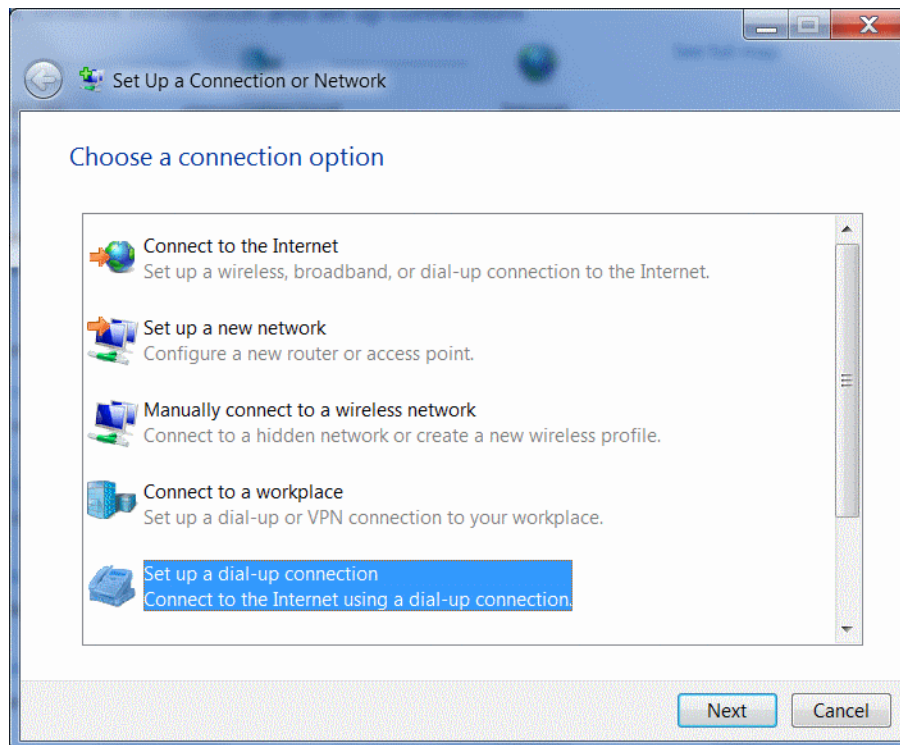 Set Up a Connection or Network
Choose a connection option
Connect to the Internet
Set up a wireless, broadband, or dial-up connection to the Internet.
Set up a new network
Configure a new router or access point.
Manually connect to a wireless network
Connect to a hidden network or create a new wireless profile.
Connect to a workplace
Set up a dial-up or VPN connection to your workplace.
Set up a dial-up connection
Connect to the Internet using a dial-up connection.
Next
Cancel